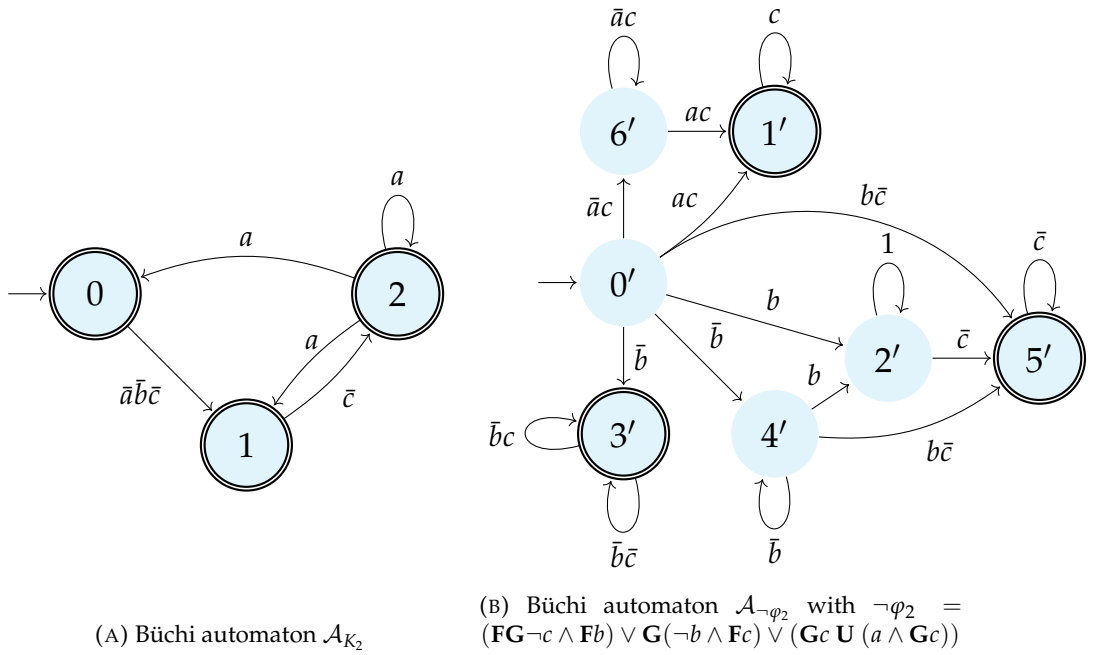 a
a
0
2
a
āb̄c̄
c̄
1
(A) Büchi automaton 𝒜_{K₂}
āc
c
6′
ac
1′
āc
ac
bc̄
0′
1
c̄
b
b̄
b̄
2′
c̄
5′
b
b̄c
3′
4′
bc̄
b̄c̄
b̄
(B) Büchi automaton 𝒜_{¬φ₂} with ¬φ₂ =
(FG¬c ∧ Fb) ∨ G(¬b ∧ Fc) ∨ (Gc U (a ∧ Gc))